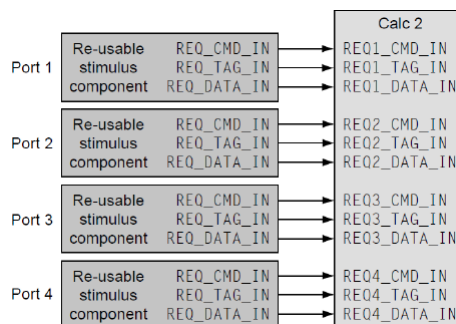 Calc 2
Port 1
Re-usable stimulus component
REQ_CMD_IN
REQ_TAG_IN
REQ_DATA_IN
REQ1_CMD_IN
REQ1_TAG_IN
REQ1_DATA_IN
Port 2
Re-usable stimulus component
REQ_CMD_IN
REQ_TAG_IN
REQ_DATA_IN
REQ2_CMD_IN
REQ2_TAG_IN
REQ2_DATA_IN
Port 3
Re-usable stimulus component
REQ_CMD_IN
REQ_TAG_IN
REQ_DATA_IN
REQ3_CMD_IN
REQ3_TAG_IN
REQ3_DATA_IN
Port 4
Re-usable stimulus component
REQ_CMD_IN
REQ_TAG_IN
REQ_DATA_IN
REQ4_CMD_IN
REQ4_TAG_IN
REQ4_DATA_IN